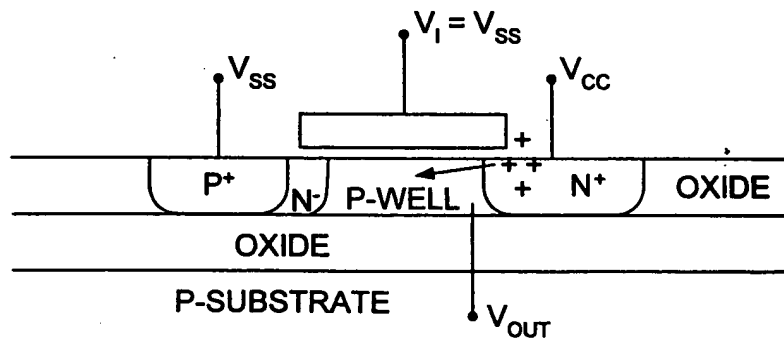 V_I = V_SS
V_SS
V_CC
+
+ +
P+
N-
P-WELL
+
N+
OXIDE
OXIDE
P-SUBSTRATE
V_OUT